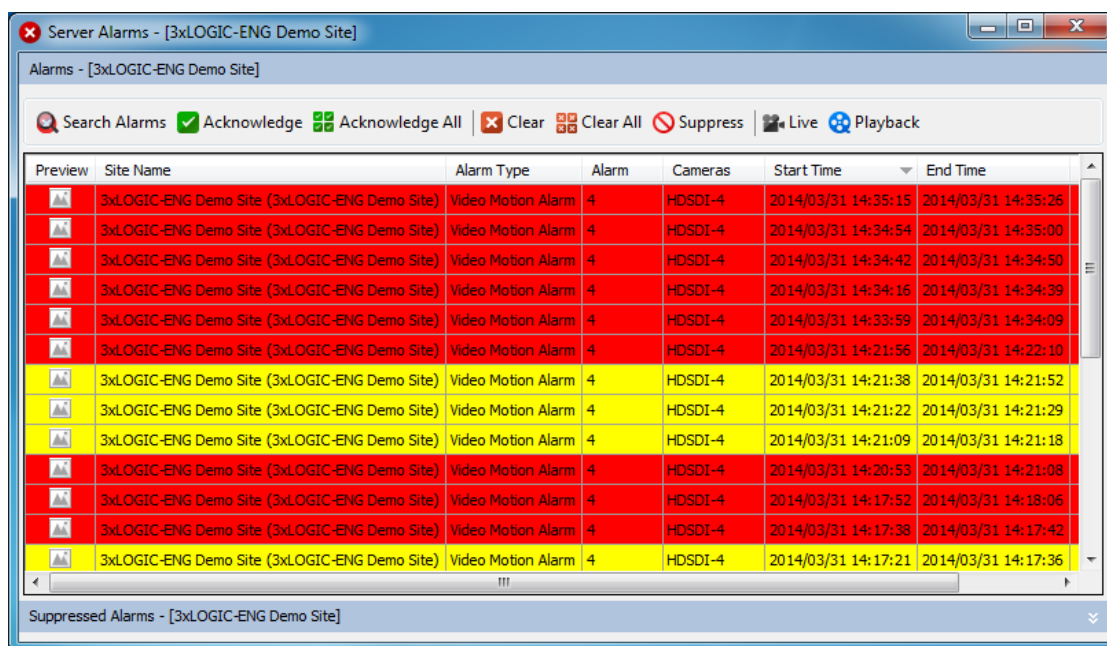 Server Alarms - [3xLOGIC-ENG Demo Site]
Alarms - [3xLOGIC-ENG Demo Site]
Search Alarms Acknowledge Acknowledge All Clear Clear All Suppress Live Playback
Preview Site Name Alarm Type Alarm Cameras Start Time End Time
3xLOGIC-ENG Demo Site (3xLOGIC-ENG Demo Site) Video Motion Alarm 4 HDSDI-4 2014/03/31 14:35:15 2014/03/31 14:35:26
3xLOGIC-ENG Demo Site (3xLOGIC-ENG Demo Site) Video Motion Alarm 4 HDSDI-4 2014/03/31 14:34:54 2014/03/31 14:35:00
3xLOGIC-ENG Demo Site (3xLOGIC-ENG Demo Site) Video Motion Alarm 4 HDSDI-4 2014/03/31 14:34:42 2014/03/31 14:34:50
3xLOGIC-ENG Demo Site (3xLOGIC-ENG Demo Site) Video Motion Alarm 4 HDSDI-4 2014/03/31 14:34:16 2014/03/31 14:34:39
3xLOGIC-ENG Demo Site (3xLOGIC-ENG Demo Site) Video Motion Alarm 4 HDSDI-4 2014/03/31 14:33:59 2014/03/31 14:34:09
3xLOGIC-ENG Demo Site (3xLOGIC-ENG Demo Site) Video Motion Alarm 4 HDSDI-4 2014/03/31 14:21:56 2014/03/31 14:22:10
3xLOGIC-ENG Demo Site (3xLOGIC-ENG Demo Site) Video Motion Alarm 4 HDSDI-4 2014/03/31 14:21:38 2014/03/31 14:21:52
3xLOGIC-ENG Demo Site (3xLOGIC-ENG Demo Site) Video Motion Alarm 4 HDSDI-4 2014/03/31 14:21:22 2014/03/31 14:21:29
3xLOGIC-ENG Demo Site (3xLOGIC-ENG Demo Site) Video Motion Alarm 4 HDSDI-4 2014/03/31 14:21:09 2014/03/31 14:21:18
3xLOGIC-ENG Demo Site (3xLOGIC-ENG Demo Site) Video Motion Alarm 4 HDSDI-4 2014/03/31 14:20:53 2014/03/31 14:21:08
3xLOGIC-ENG Demo Site (3xLOGIC-ENG Demo Site) Video Motion Alarm 4 HDSDI-4 2014/03/31 14:17:52 2014/03/31 14:18:06
3xLOGIC-ENG Demo Site (3xLOGIC-ENG Demo Site) Video Motion Alarm 4 HDSDI-4 2014/03/31 14:17:38 2014/03/31 14:17:42
3xLOGIC-ENG Demo Site (3xLOGIC-ENG Demo Site) Video Motion Alarm 4 HDSDI-4 2014/03/31 14:17:21 2014/03/31 14:17:36
Suppressed Alarms - [3xLOGIC-ENG Demo Site]